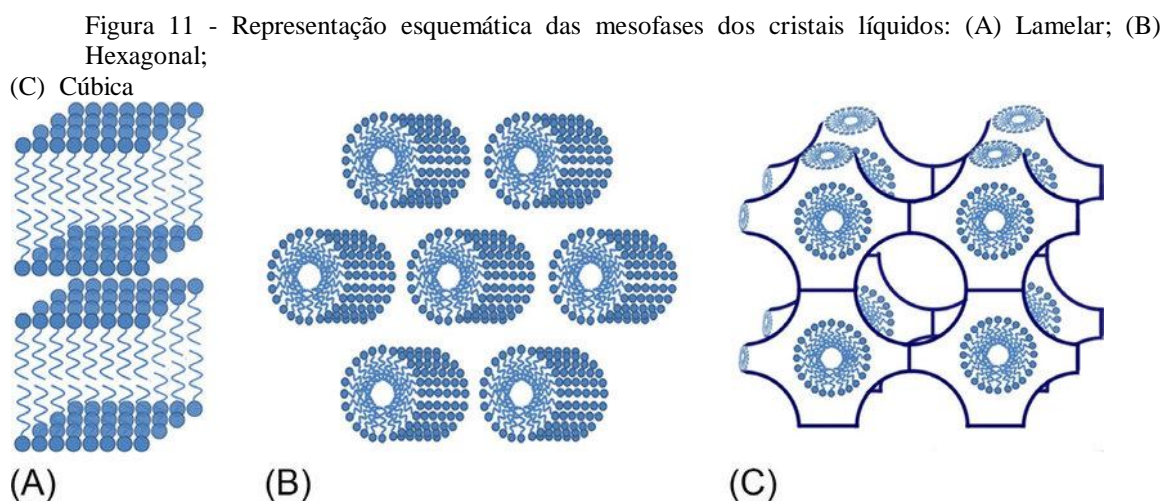 Figura 11 - Representação esquemática das mesofases dos cristais líquidos: (A) Lamelar; (B)
Hexagonal;
(C) Cúbica
(A) (B) (C)